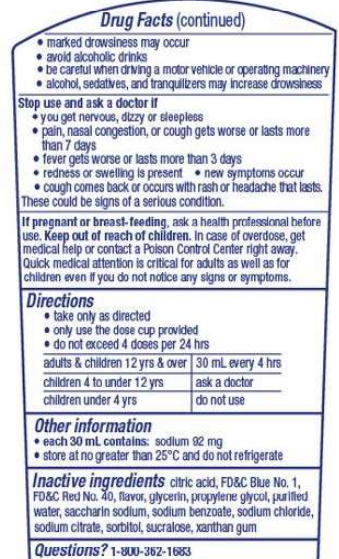 Drug Facts (continued)
• marked drowsiness may occur
• avoid alcoholic drinks
• be careful when driving a motor vehicle or operating machinery
• alcohol, sedatives, and tranquilizers may increase drowsiness
Stop use and ask a doctor if
• you get nervous, dizzy or sleepless
• pain, nasal congestion, or cough gets worse or lasts more
than 7 days
• fever gets worse or lasts more than 3 days
• redness or swelling is present • new symptoms occur
• cough comes back or occurs with rash or headache that lasts.
These could be signs of a serious condition.
If pregnant or breast-feeding, ask a health professional before
use. Keep out of reach of children. In case of overdose, get
medical help or contact a Poison Control Center right away.
Quick medical attention is critical for adults as well as for
children even if you do not notice any signs or symptoms.
Directions
• take only as directed
• only use the dose cup provided
• do not exceed 4 doses per 24 hrs
adults & children 12 yrs & over 30 mL every 4 hrs
children 4 to under 12 yrs ask a doctor
children under 4 yrs do not use
Other information
• each 30 mL contains: sodium 92 mg
• store at no greater than 25°C and do not refrigerate
Inactive ingredients citric acid, FD&C Blue No. 1,
FD&C Red No. 40, flavor, glycerin, propylene glycol, purified
water, saccharin sodium, sodium benzoate, sodium chloride,
sodium citrate, sorbitol, sucralose, xanthan gum
Questions? 1-800-362-1683